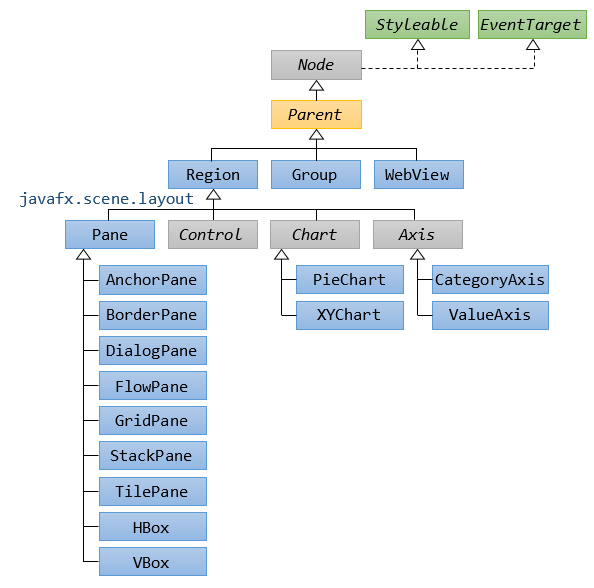 Styleable EventTarget
Node
Parent
Region Group WebView
javafx.scene.layout
Pane Control Chart Axis
AnchorPane PieChart CategoryAxis
BorderPane XYChart ValueAxis
DialogPane
FlowPane
GridPane
StackPane
TilePane
HBox
VBox